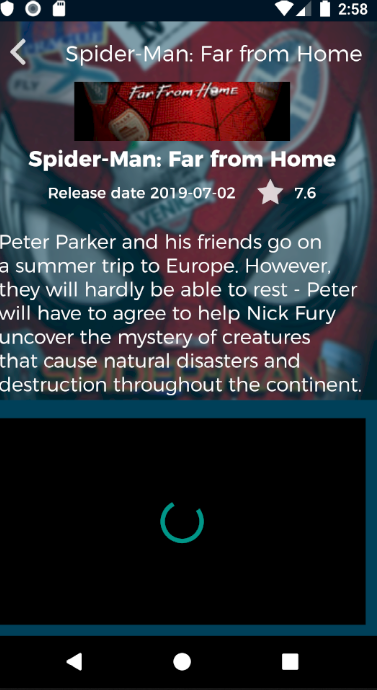 2:58
Spider-Man: Far from Home
Far From Home
Spider-Man: Far from Home
Release date 2019-07-02 7.6
FLY
VEN
Peter Parker and his friends go on
a summer trip to Europe. However,
they will hardly be able to rest - Peter
will have to agree to help Nick Fury
uncover the mystery of creatures
that cause natural disasters and
destruction throughout the continent.